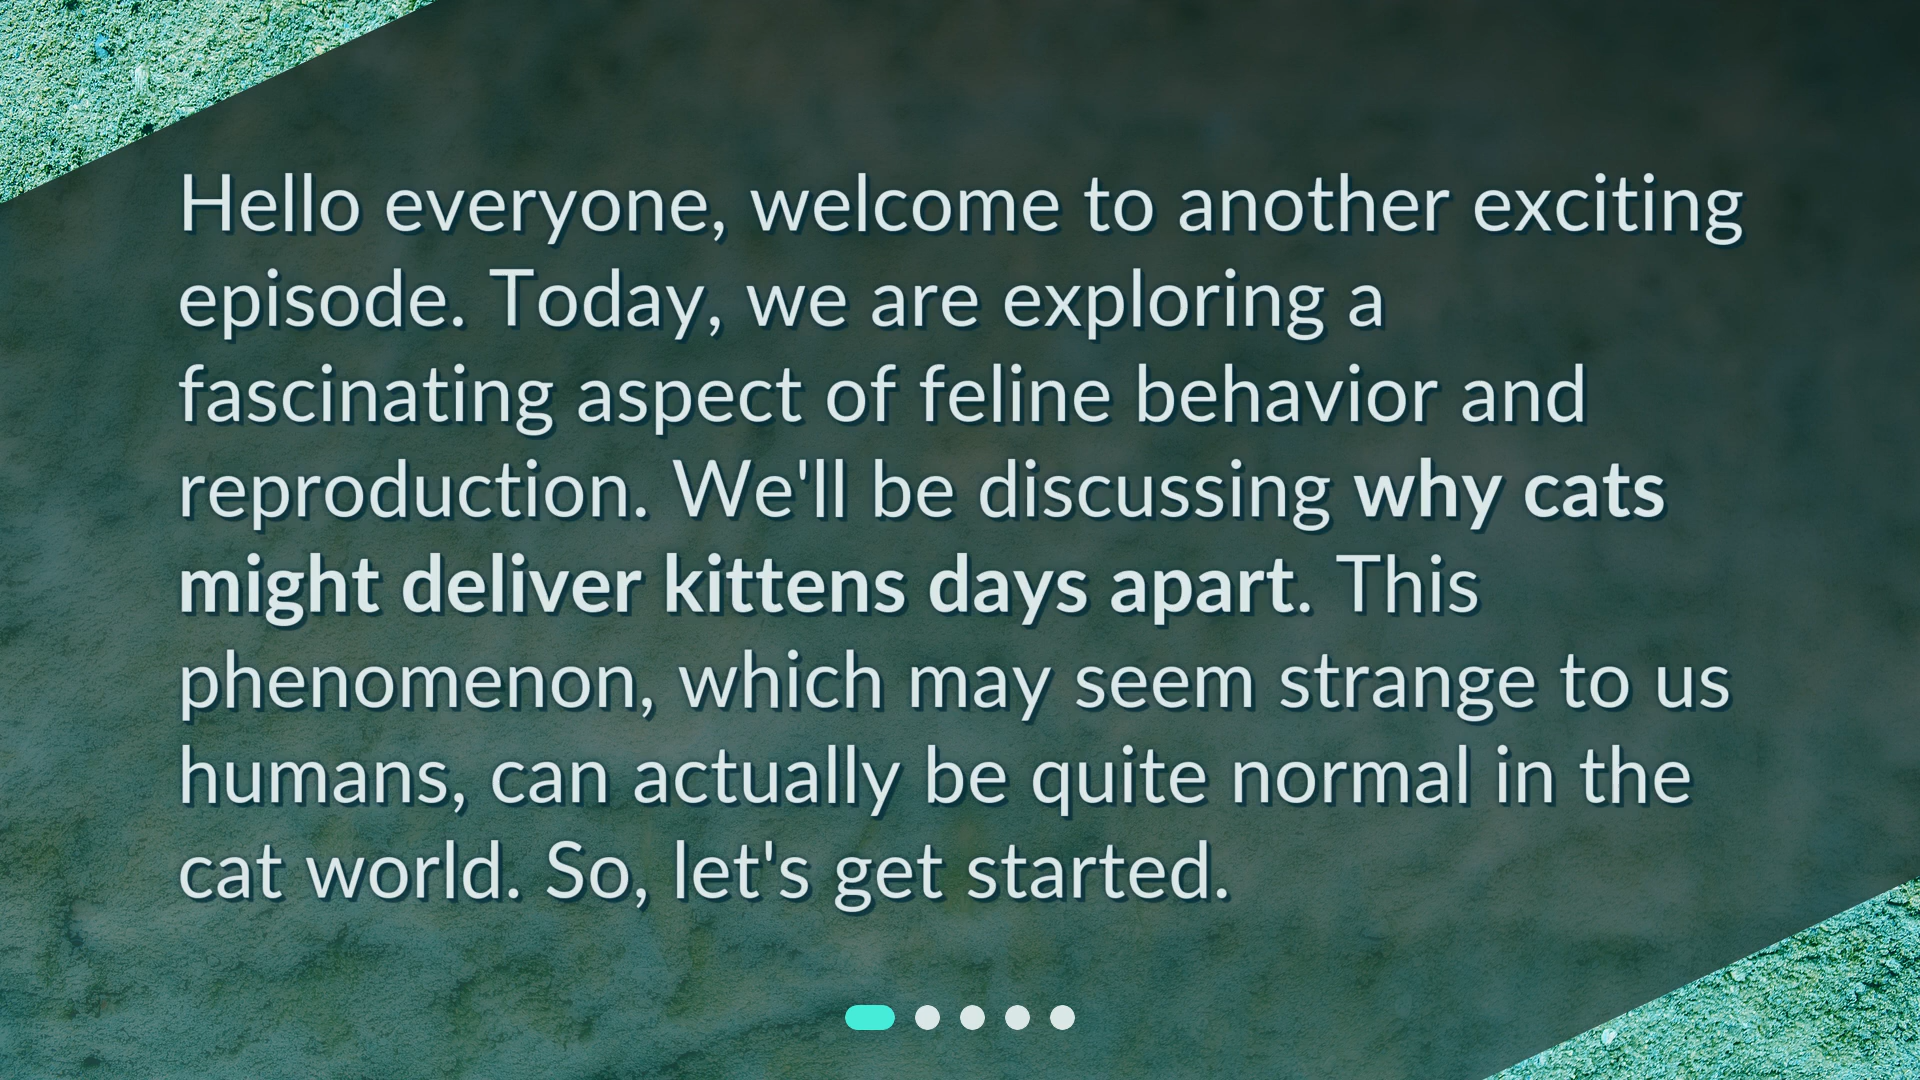 Hello everyone, welcome to another exciting
episode. Today, we are exploring a
fascinating aspect of feline behavior and
reproduction. We'll be discussing why cats
might deliver kittens days apart. This
phenomenon, which may seem strange to us
humans, can actually be quite normal in the
cat world. So, let's get started.